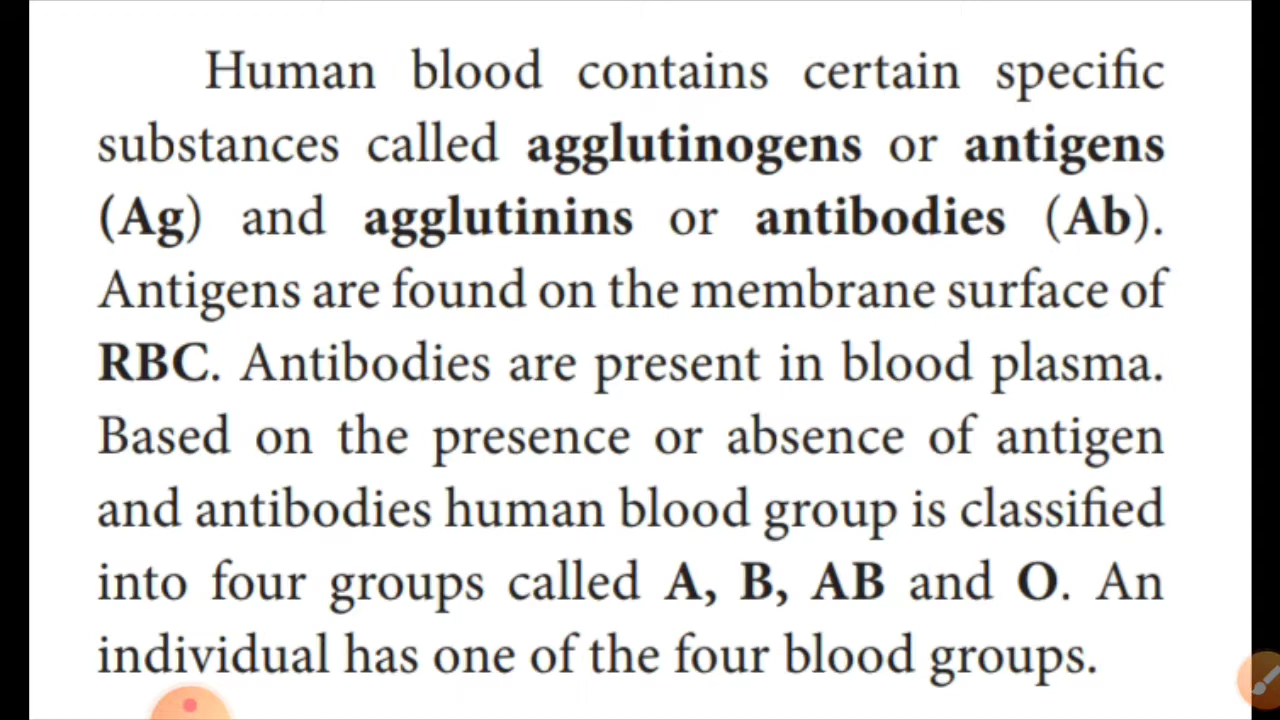 Human blood contains certain specific
substances called agglutinogens or antigens
(Ag) and agglutinins or antibodies (Ab).
Antigens are found on the membrane surface of
RBC. Antibodies are present in blood plasma.
Based on the presence or absence of antigen
and antibodies human blood group is classified
into four groups called A, B, AB and O. An
individual has one of the four blood groups.